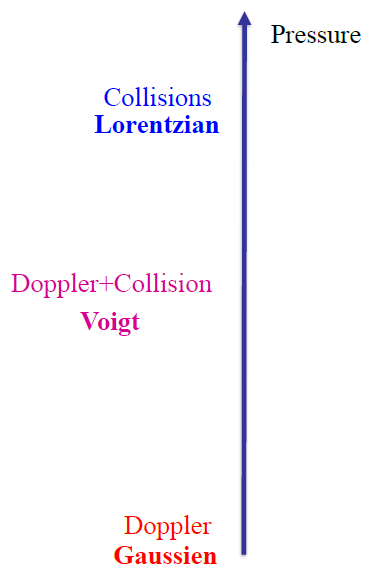 Pressure
Collisions
Lorentzian
Doppler+Collision
Voigt
Doppler
Gaussien